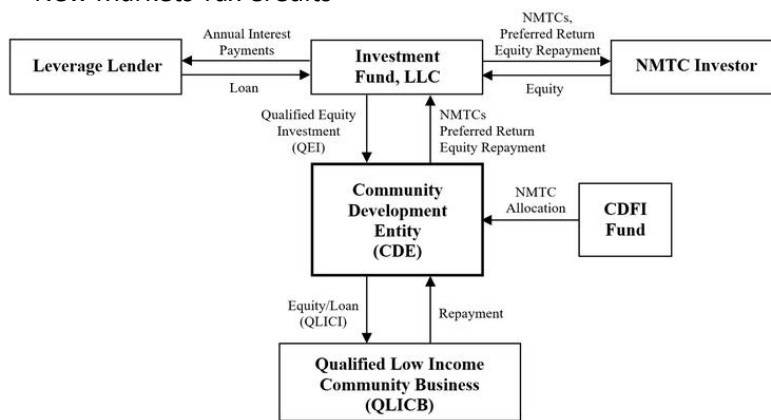 New Markets Tax Credits
Annual Interest
Payments
Leverage Lender
Loan
Investment
Fund, LLC
NMTCs,
Preferred Return
Equity Repayment
Equity
NMTC Investor
Qualified Equity
Investment
(QEI)
NMTCs
Preferred Return
Equity Repayment
Community
Development
Entity
(CDE)
NMTC
Allocation
CDFI
Fund
Equity/Loan
(QLICI)
Repayment
Qualified Low Income
Community Business
(QLICB)